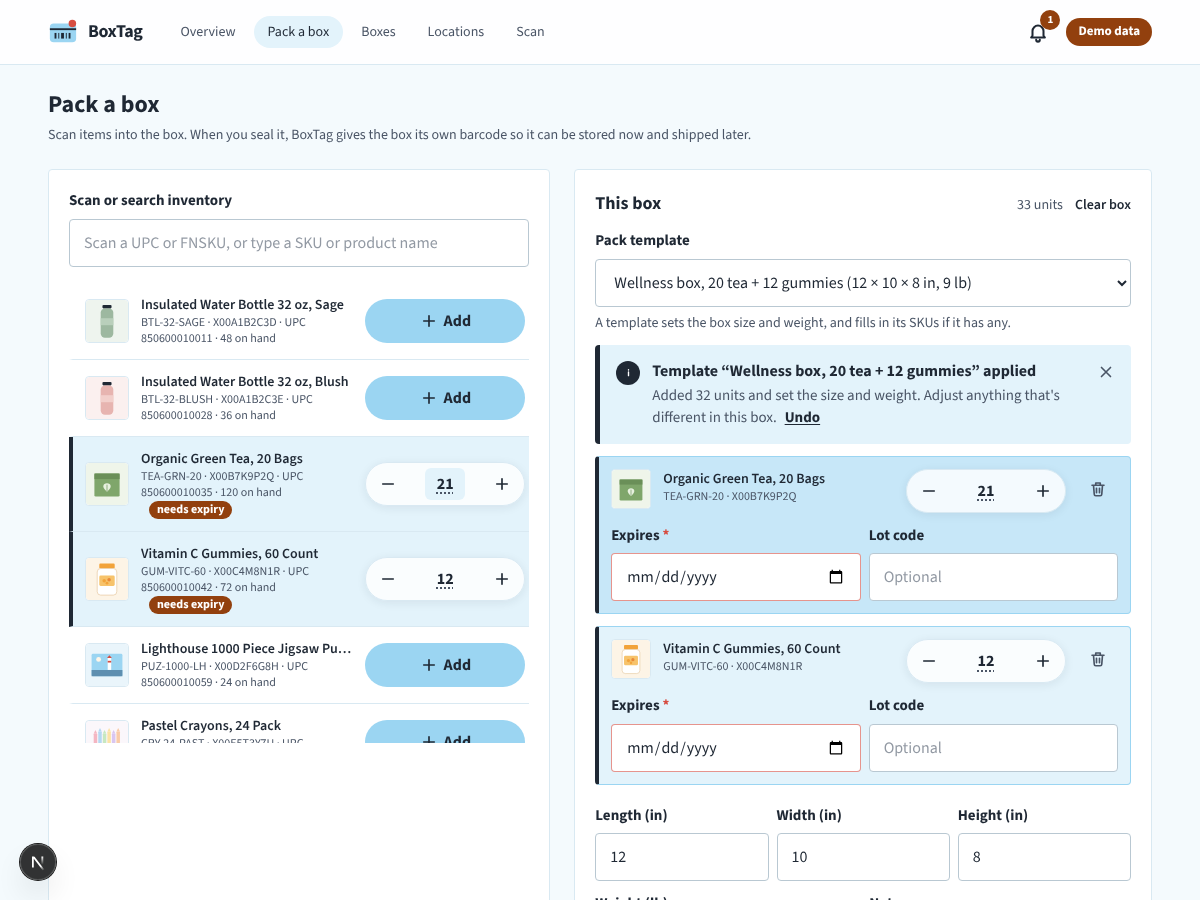 BoxTag
Overview
Pack a box
Boxes
Locations
Scan
1
Demo data
Pack a box
Scan items into the box. When you seal it, BoxTag gives the box its own barcode so it can be stored now and shipped later.
Scan or search inventory
Scan a UPC or FNSKU, or type a SKU or product name
Insulated Water Bottle 32 oz, Sage
BTL-32-SAGE · X00A1B2C3D · UPC
850600010011 · 48 on hand
+ Add
Insulated Water Bottle 32 oz, Blush
BTL-32-BLUSH · X00A1B2C3E · UPC
850600010028 · 36 on hand
+ Add
Organic Green Tea, 20 Bags
TEA-GRN-20 · X00B7K9P2Q · UPC
850600010035 · 120 on hand
needs expiry
− 21 +
Vitamin C Gummies, 60 Count
GUM-VITC-60 · X00C4M8N1R · UPC
850600010042 · 72 on hand
needs expiry
− 12 +
Lighthouse 1000 Piece Jigsaw Pu…
PUZ-1000-LH · X00D2F6G8H · UPC
850600010059 · 24 on hand
+ Add
Pastel Crayons, 24 Pack
+ Add
N
This box
33 units
Clear box
Pack template
Wellness box, 20 tea + 12 gummies (12 × 10 × 8 in, 9 lb)
A template sets the box size and weight, and fills in its SKUs if it has any.
i
Template “Wellness box, 20 tea + 12 gummies” applied
Added 32 units and set the size and weight. Adjust anything that's
different in this box. Undo
Organic Green Tea, 20 Bags
TEA-GRN-20 · X00B7K9P2Q
− 21 +
Expires *
Lot code
mm/dd/yyyy
Optional
Vitamin C Gummies, 60 Count
GUM-VITC-60 · X00C4M8N1R
− 12 +
Expires *
Lot code
mm/dd/yyyy
Optional
Length (in)
Width (in)
Height (in)
12
10
8